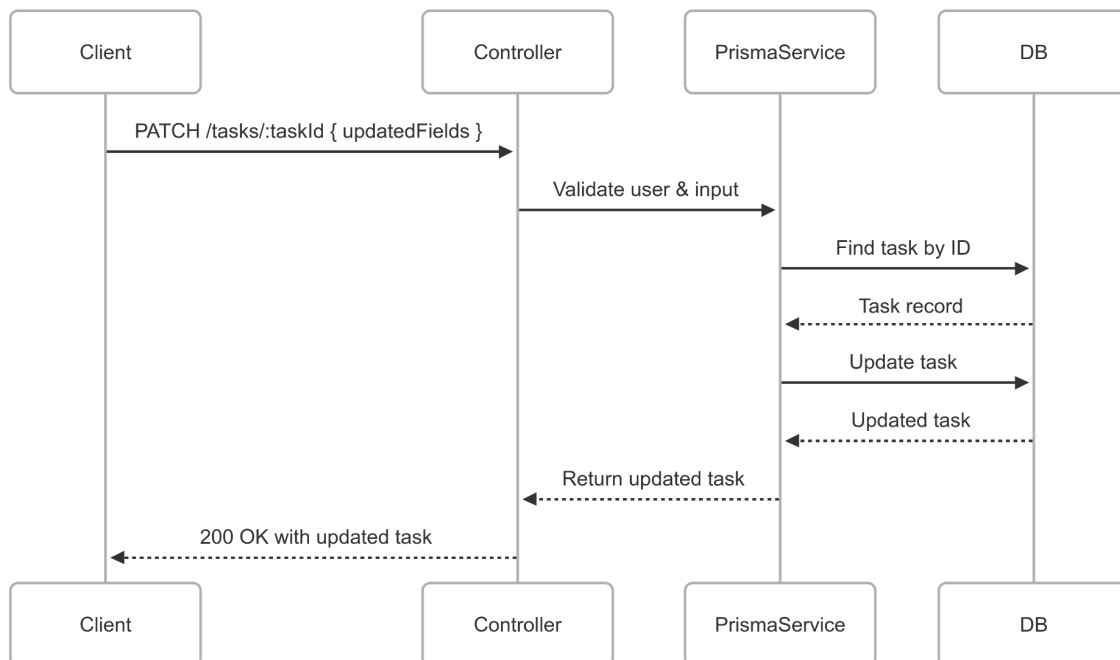 Client
Controller
PrismaService
DB
PATCH /tasks/:taskId { updatedFields }
Validate user & input
Find task by ID
Task record
Update task
Updated task
Return updated task
200 OK with updated task
Client
Controller
PrismaService
DB